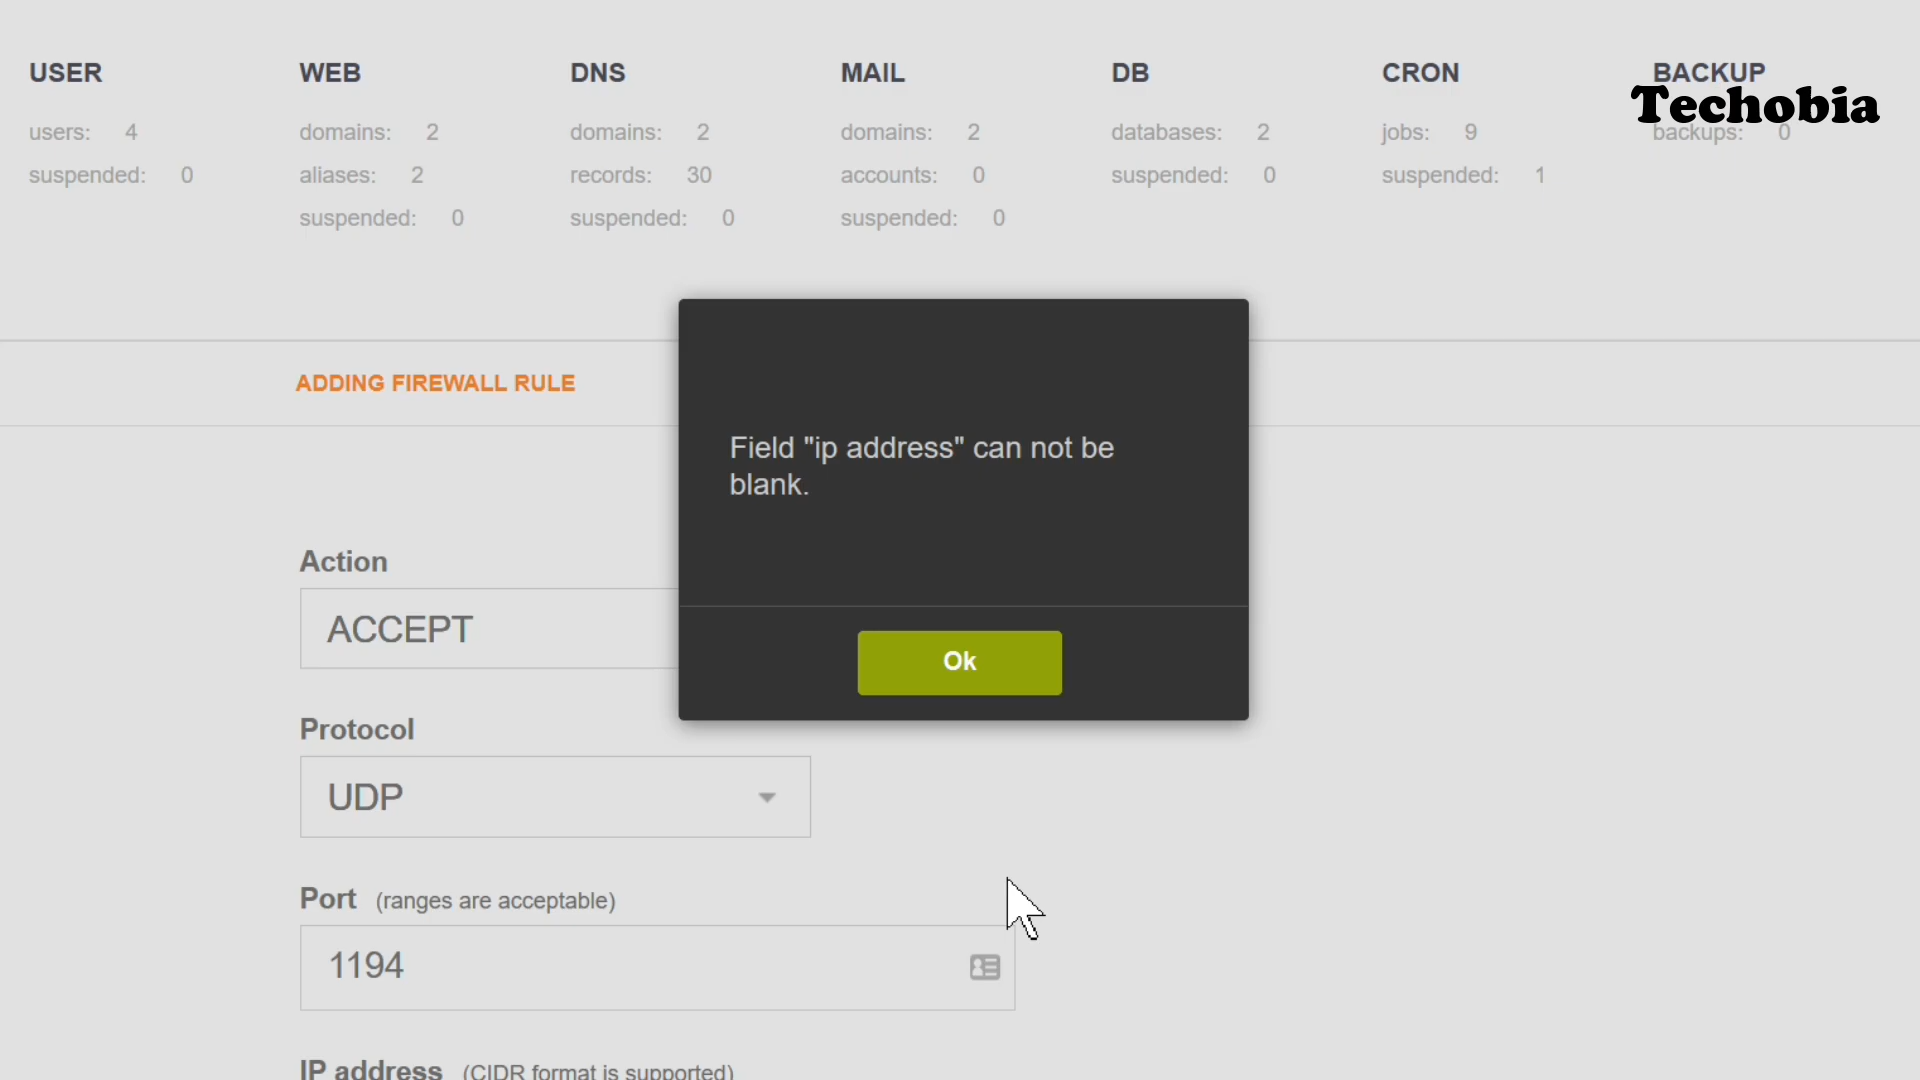 USER WEB DNS MAIL DB CRON BACKUP
Techobia
users: 4 domains: 2 domains: 2 domains: 2 databases: 2 jobs: 9 backups: 0
suspended: 0 aliases: 2 records: 30 accounts: 0 suspended: 0 suspended: 1
suspended: 0 suspended: 0 suspended: 0
ADDING FIREWALL RULE
Field "ip address" can not be
blank.
Ok
Action
ACCEPT
Protocol
UDP
Port (ranges are acceptable)
1194
IP address (CIDR format is supported)